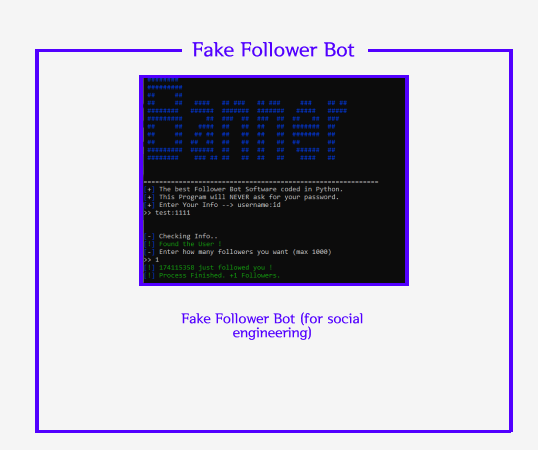 Fake Follower Bot
[+] The best Follower Bot Software coded in Python.
[+] This Program will NEVER ask for your password.
[+] Enter Your Info --> username:id
>> test:1111
[-] Checking Info..
[!] Found the User !
[-] Enter how many followers you want (max 1000)
>> 1
[!] 174115358 just followed you !
[!] Process Finished. +1 Followers.
Fake Follower Bot (for social
engineering)